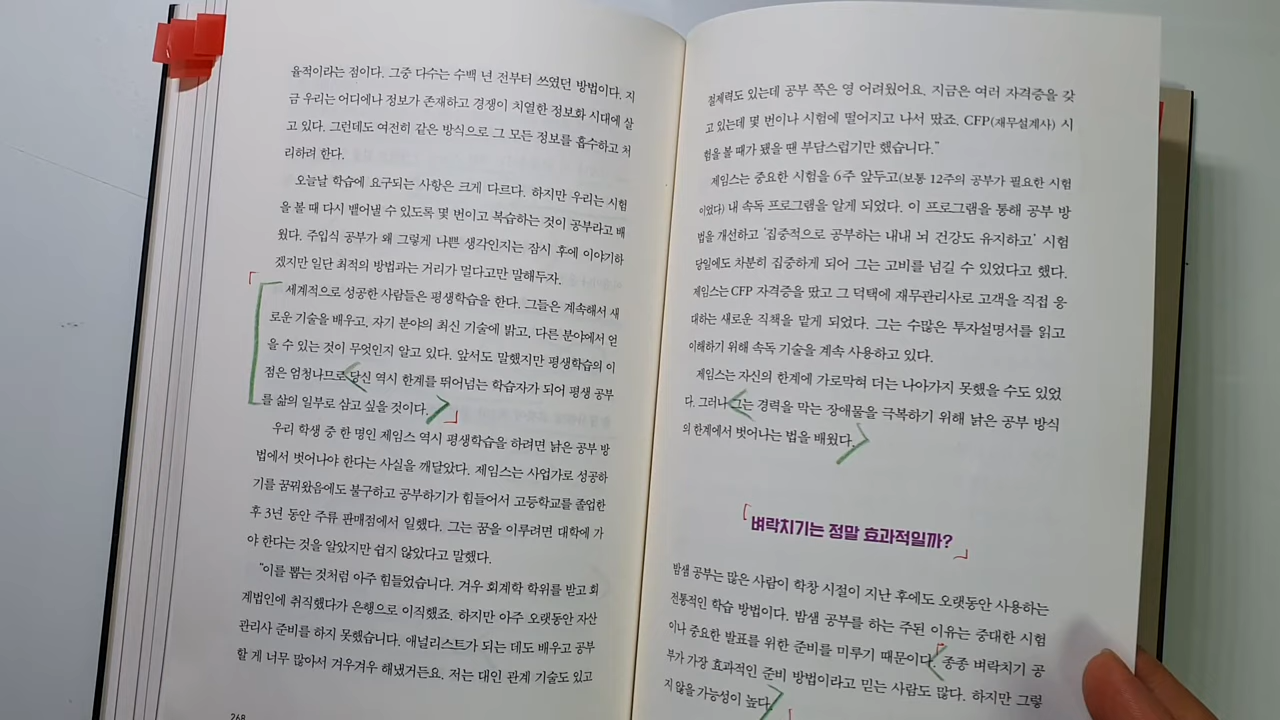 율적이라는 점이다. 그중 다수는 수백 년 전부터 쓰였던 방법이다. 지
금 우리는 어디에나 정보가 존재하고 경쟁이 치열한 정보화 시대에 살
고 있다. 그런데도 여전히 같은 방식으로 그 모든 정보를 흡수하고 처
리하려 한다.
오늘날 학습에 요구되는 사항은 크게 다르다. 하지만 우리는 시험
을 볼 때 다시 뱉어낼 수 있도록 몇 번이고 복습하는 것이 공부라고 배
웠다. 주입식 공부가 왜 그렇게 나쁜 생각인지는 잠시 후에 이야기하
겠지만 일단 최적의 방법과는 거리가 멀다고만 말해두자.
세계적으로 성공한 사람들은 평생학습을 한다. 그들은 계속해서 새
로운 기술을 배우고, 자기 분야의 최신 기술에 밝고, 다른 분야에서 얻
을 수 있는 것이 무엇인지 알고 있다. 앞서도 말했지만 평생학습의 이
점은 엄청나므로 당신 역시 한계를 뛰어넘는 학습자가 되어 평생 공부
를 삶의 일부로 삼고 싶을 것이다.
우리 학생 중 한 명인 제임스 역시 평생학습을 하려면 낡은 공부 방
법에서 벗어나야 한다는 사실을 깨달았다. 제임스는 사업가로 성공하
기를 꿈꿔왔음에도 불구하고 공부하기가 힘들어서 고등학교를 졸업한
후 3년 동안 주류 판매점에서 일했다. 그는 꿈을 이루려면 대학에 가
야 한다는 것을 알았지만 쉽지 않았다고 말했다.
"이를 뽑는 것처럼 아주 힘들었습니다. 겨우 회계학 학위를 받고 회
계법인에 취직했다가 은행으로 이직했죠. 하지만 아주 오랫동안 자산
관리사 준비를 하지 못했습니다. 애널리스트가 되는 데도 배우고 공부
할 게 너무 많아서 겨우겨우 해냈거든요. 저는 대인 관계 기술도 있고
268
절제력도 있는데 공부 쪽은 영 어려웠어요. 지금은 여러 자격증을 갖
고 있는데 몇 번이나 시험에 떨어지고 나서 땄죠. CFP(재무설계사) 시
험을 볼 때가 됐을 땐 부담스럽기만 했습니다."
제임스는 중요한 시험을 6주 앞두고(보통 12주의 공부가 필요한 시험
이었다) 내 속독 프로그램을 알게 되었다. 이 프로그램을 통해 공부 방
법을 개선하고 '집중적으로 공부하는 내내 뇌 건강도 유지하고' 시험
당일에도 차분히 집중하게 되어 그는 고비를 넘길 수 있었다고 했다.
제임스는 CFP 자격증을 땄고 그 덕택에 재무관리사로 고객을 직접 응
대하는 새로운 직책을 맡게 되었다. 그는 수많은 투자설명서를 읽고
이해하기 위해 속독 기술을 계속 사용하고 있다.
제임스는 자신의 한계에 가로막혀 더는 나아가지 못했을 수도 있었
다. 그러나 그는 경력을 막는 장애물을 극복하기 위해 낡은 공부 방식
의 한계에서 벗어나는 법을 배웠다.
벼락치기는 정말 효과적일까?
밤샘 공부는 많은 사람이 학창 시절이 지난 후에도 오랫동안 사용하는
전통적인 학습 방법이다. 밤샘 공부를 하는 주된 이유는 중대한 시험
이나 중요한 발표를 위한 준비를 미루기 때문이다. 종종 벼락치기 공
부가 가장 효과적인 준비 방법이라고 믿는 사람도 많다. 하지만 그렇
지 않을 가능성이 높다.